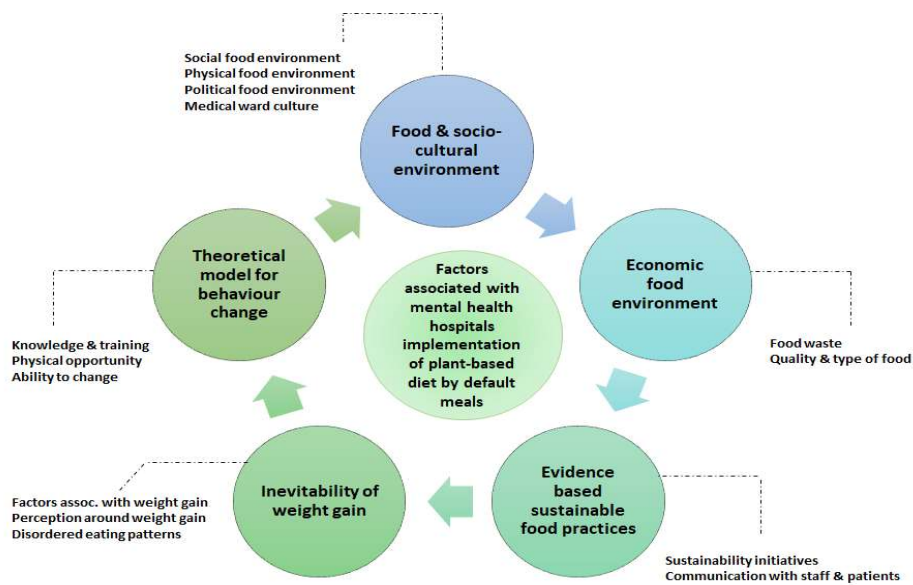 Social food environment
Physical food environment
Political food environment
Medical ward culture
Food & socio-
cultural
environment
Theoretical
model for
behaviour
change
Factors
associated with
mental health
hospitals
implementation
of plant-based
diet by default
meals
Economic
food
environment
Knowledge & training
Physical opportunity
Ability to change
Food waste
Quality & type of food
Inevitability of
weight gain
Evidence
based
sustainable
food practices
Factors assoc. with weight gain
Perception around weight gain
Disordered eating patterns
Sustainability initiatives
Communication with staff & patients